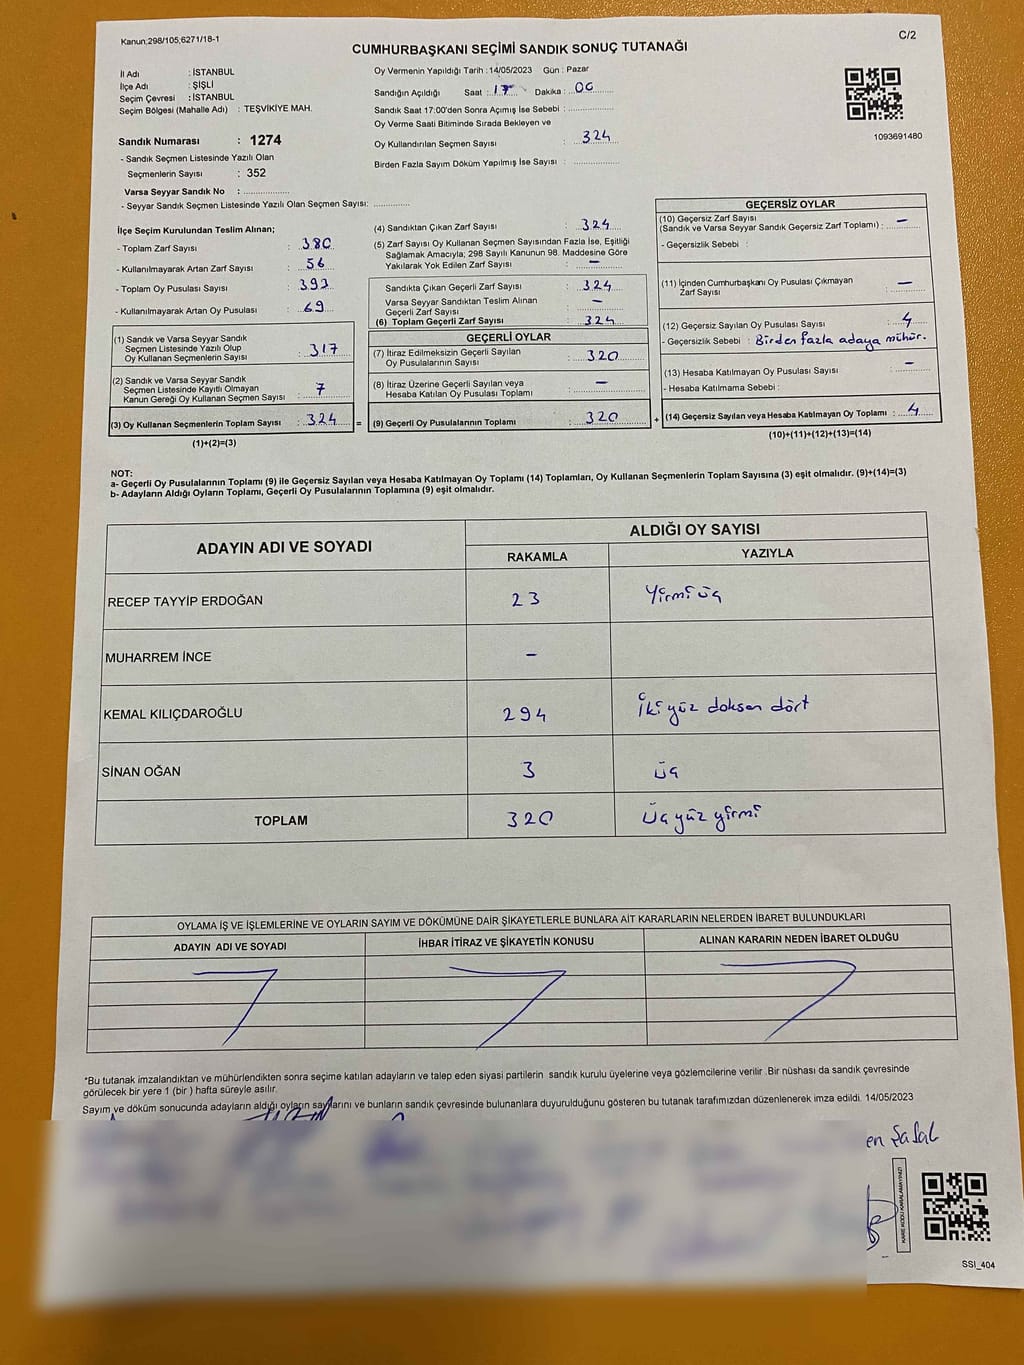 Kanun;298/105;6271/18-1
C/2
CUMHURBAŞKANI SEÇİMİ SANDIK SONUÇ TUTANAĞI
İl Adı : İSTANBUL
İlçe Adı : ŞİŞLİ
Seçim Çevresi : İSTANBUL
Seçim Bölgesi (Mahalle Adı) : TEŞVİKİYE MAH.
Sandık Numarası : 1274
- Sandık Seçmen Listesinde Yazılı Olan
Seçmenlerin Sayısı : 352
Varsa Seyyar Sandık No :
- Seyyar Sandık Seçmen Listesinde Yazılı Olan Seçmen Sayısı:
Oy Vermenin Yapıldığı Tarih : 14/05/2023 Gün : Pazar
Sandığın Açıldığı Saat : 17 Dakika : 00
Sandık Saat 17:00'den Sonra Açımış İse Sebebi :
Oy Verme Saati Bitiminde Sırada Bekleyen ve
Oy Kullandırılan Seçmen Sayısı : 324
Birden Fazla Sayım Döküm Yapılmış İse Sayısı :
1093691480
İlçe Seçim Kurulundan Teslim Alınan;
- Toplam Zarf Sayısı : 380
- Kullanılmayarak Artan Zarf Sayısı : 56
- Toplam Oy Pusulası Sayısı : 393
- Kullanılmayarak Artan Oy Pusulası : 69
(1) Sandık ve Varsa Seyyar Sandık
Seçmen Listesinde Yazılı Olup
Oy Kullanan Seçmenlerin Sayısı : 317
(2) Sandık ve Varsa Seyyar Sandık
Seçmen Listesinde Kayıtlı Olmayan
Kanun Gereği Oy Kullanan Seçmen Sayısı : 7
(3) Oy Kullanan Seçmenlerin Toplam Sayısı : 324 =
(1)+(2)=(3)
(4) Sandıktan Çıkan Zarf Sayısı : 324
(5) Zarf Sayısı Oy Kullanan Seçmen Sayısından Fazla İse, Eşitliği
Sağlamak Amacıyla; 298 Sayılı Kanunun 98. Maddesine Göre
Yakılarak Yok Edilen Zarf Sayısı : –
Sandıkta Çıkan Geçerli Zarf Sayısı : 324
Varsa Seyyar Sandıktan Teslim Alınan
Geçerli Zarf Sayısı : –
(6) Toplam Geçerli Zarf Sayısı : 324
GEÇERLİ OYLAR
(7) İtiraz Edilmeksizin Geçerli Sayılan
Oy Pusulalarının Sayısı : 320
(8) İtiraz Üzerine Geçerli Sayılan veya
Hesaba Katılan Oy Pusulası Toplamı : –
(9) Geçerli Oy Pusulalarının Toplamı : 320 +
GEÇERSİZ OYLAR
(10) Geçersiz Zarf Sayısı
(Sandık ve Varsa Seyyar Sandık Geçersiz Zarf Toplamı) : –
- Geçersizlik Sebebi :
(11) İçinden Cumhurbaşkanı Oy Pusulası Çıkmayan
Zarf Sayısı : –
(12) Geçersiz Sayılan Oy Pusulası Sayısı : 4
- Geçersizlik Sebebi : Birden fazla adaya mühür.
(13) Hesaba Katılmayan Oy Pusulası Sayısı : –
- Hesaba Katılmama Sebebi :
(14) Geçersiz Sayılan veya Hesaba Katılmayan Oy Toplamı : 4
(10)+(11)+(12)+(13)=(14)
NOT:
a- Geçerli Oy Pusulalarının Toplamı (9) ile Geçersiz Sayılan veya Hesaba Katılmayan Oy Toplamı (14) Toplamları, Oy Kullanan Seçmenlerin Toplam Sayısına (3) eşit olmalıdır. (9)+(14)=(3)
b- Adayların Aldığı Oyların Toplamı, Geçerli Oy Pusulalarının Toplamına (9) eşit olmalıdır.
ADAYIN ADI VE SOYADI
ALDIĞI OY SAYISI
RAKAMLA YAZIYLA
RECEP TAYYİP ERDOĞAN 23 Yirmi üç
MUHARREM İNCE –
KEMAL KILIÇDAROĞLU 294 İki yüz doksan dört
SİNAN OĞAN 3 üç
TOPLAM 320 Üç yüz yirmi
OYLAMA İŞ VE İŞLEMLERİNE VE OYLARIN SAYIM VE DÖKÜMÜNE DAİR ŞİKAYETLERLE BUNLARA AİT KARARLARIN NELERDEN İBARET BULUNDUKLARI
ADAYIN ADI VE SOYADI İHBAR İTİRAZ VE ŞİKAYETİN KONUSU ALINAN KARARIN NEDEN İBARET OLDUĞU
*Bu tutanak imzalandıktan ve mühürlendikten sonra seçime katılan adayların ve talep eden siyasi partilerin sandık kurulu üyelerine veya gözlemcilerine verilir .Bir nüshası da sandık çevresinde
görülecek bir yere 1 (bir ) hafta süreyle asılır.
Sayım ve döküm sonucunda adayların aldığı oyların sayılarını ve bunların sandık çevresinde bulunanlara duyurulduğunu gösteren bu tutanak tarafımızdan düzenlenerek imza edildi. 14/05/2023
en Şafak
KARE KODU KARALAMAYINIZ!
SSI_404